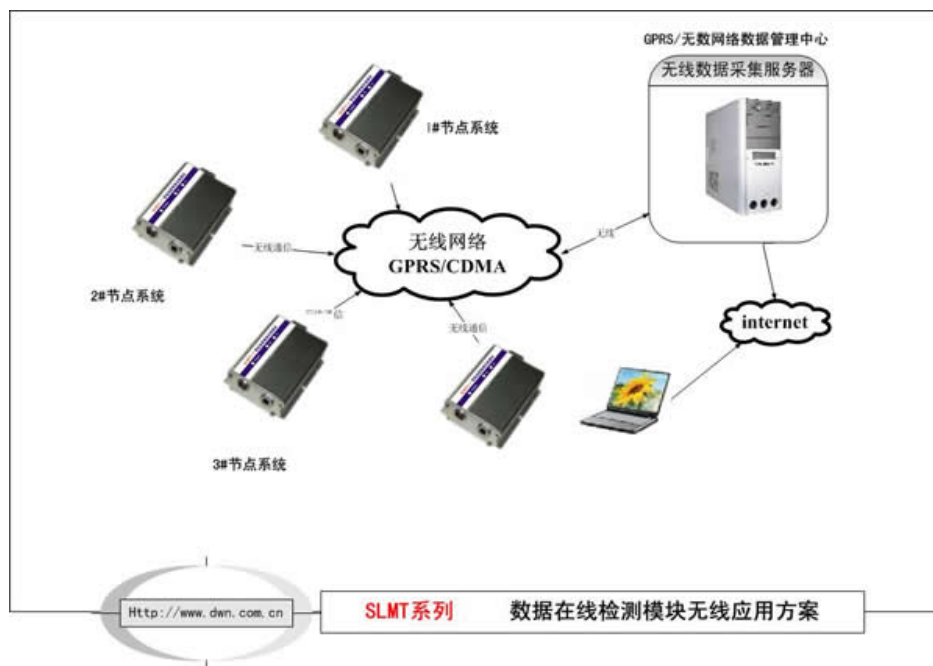 GPRS/无数网络数据管理中心
无线数据采集服务器
1#节点系统
无线网络
GPRS/CDMA
无线
无线通信
2#节点系统
信
无线通信
internet
3#节点系统
Http://www.dwn.com.cn
SLMT系列 数据在线检测模块无线应用方案